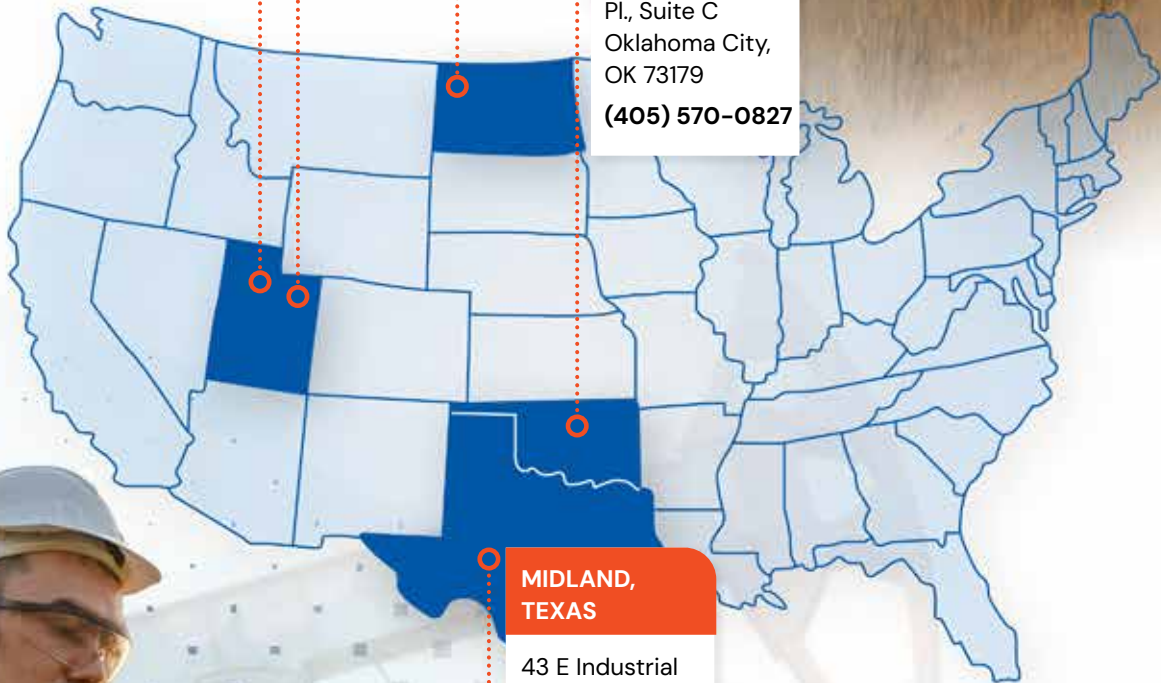 Pl., Suite C
Oklahoma City,
OK 73179
(405) 570-0827
MIDLAND,
TEXAS
43 E Industrial